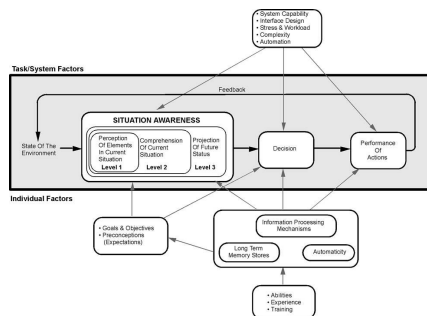 • System Capability
• Interface Design
• Stress & Workload
• Complexity
• Automation
Task/System Factors
Feedback
SITUATION AWARENESS
State Of The
Environment
Perception
Of Elements
In Current
Situation
Level 1
Comprehension
Of Current
Situation
Level 2
Projection
Of Future
Status
Level 3
Decision
Performance
Of
Actions
Individual Factors
• Goals & Objectives
• Preconceptions
(Expectations)
Information Processing
Mechanisms
Long Term
Memory Stores
Automaticity
• Abilities
• Experience
• Training